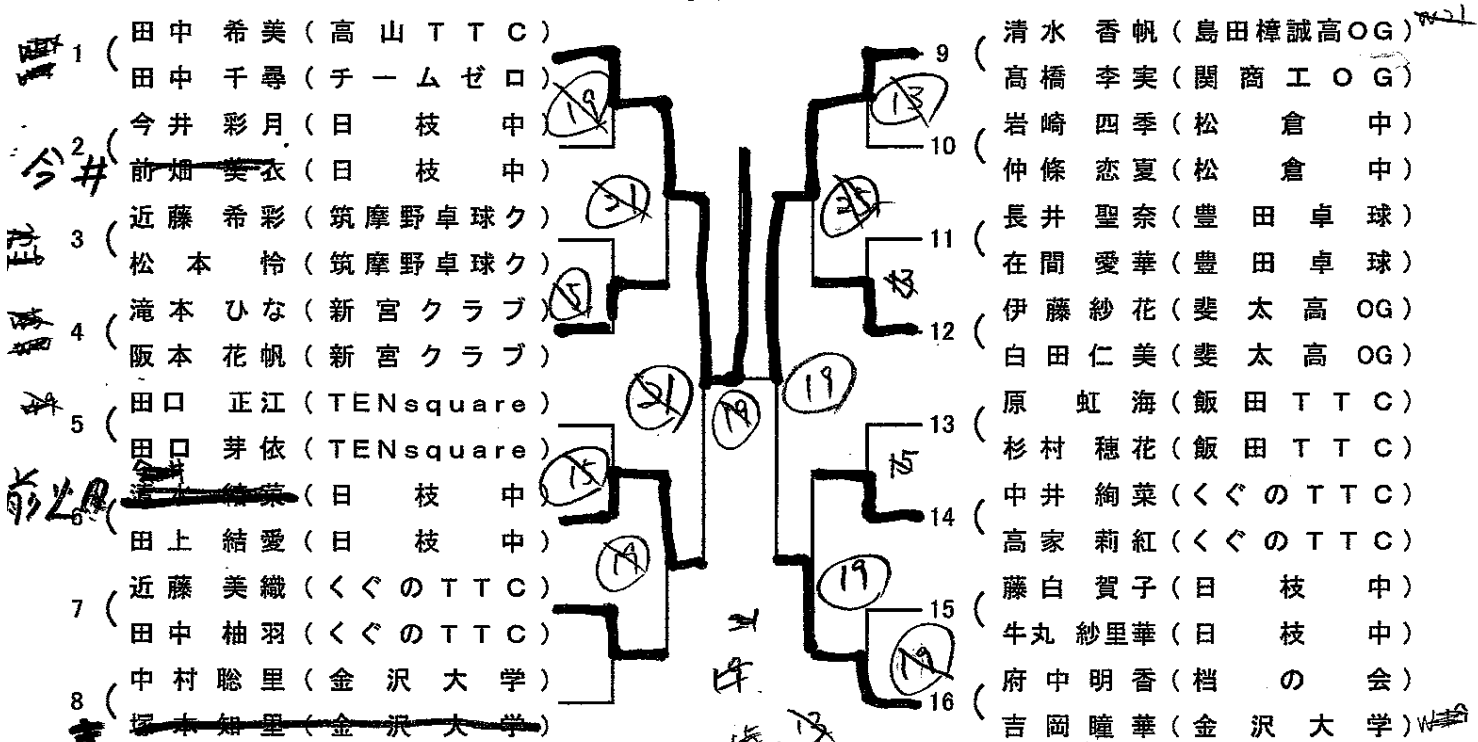 1 ( 田中 希美 ( 高山TTC )
田中 千尋 ( チームゼロ )
2 ( 今井 彩月 ( 日枝中 )
今井
前畑 美衣 ( 日枝中 )
3 ( 近藤 希彩 ( 筑摩野卓球ク )
松本 怜 ( 筑摩野卓球ク )
4 ( 滝本 ひな ( 新宮クラブ )
阪本 花帆 ( 新宮クラブ )
5 ( 田口 正江 ( TENsquare )
田口 芽依 ( TENsquare )
6 ( ( 日枝中 )
田上 結愛 ( 日枝中 )
7 ( 近藤 美織 ( くぐのTTC )
田中 柚羽 ( くぐのTTC )
8 ( 中村 聡里 ( 金沢大学 )
塚本 知里 ( 金沢大学 )
19
21
15
21
15
19
19
13
19
19
19
13
9 ( 清水 香帆 ( 島田樟誠高OG )
髙橋 李実 (関商工OG )
10 ( 岩崎 四季 ( 松倉中 )
仲條 恋夏 ( 松倉中 )
11 ( 長井 聖奈 ( 豊田卓球 )
在間 愛華 ( 豊田卓球 )
12 ( 伊藤 紗花 ( 斐太高OG )
白田 仁美 ( 斐太高OG )
13 ( 原 虹海 ( 飯田TTC )
杉村 穂花 ( 飯田TTC )
14 ( 中井 絢菜 ( くぐのTTC )
高家 莉紅 ( くぐのTTC )
15 ( 藤白 賀子 ( 日枝中 )
牛丸 紗里華 ( 日枝中 )
16 ( 府中 明香 ( 档の会 )
吉岡 瞳華 ( 金沢大学 )